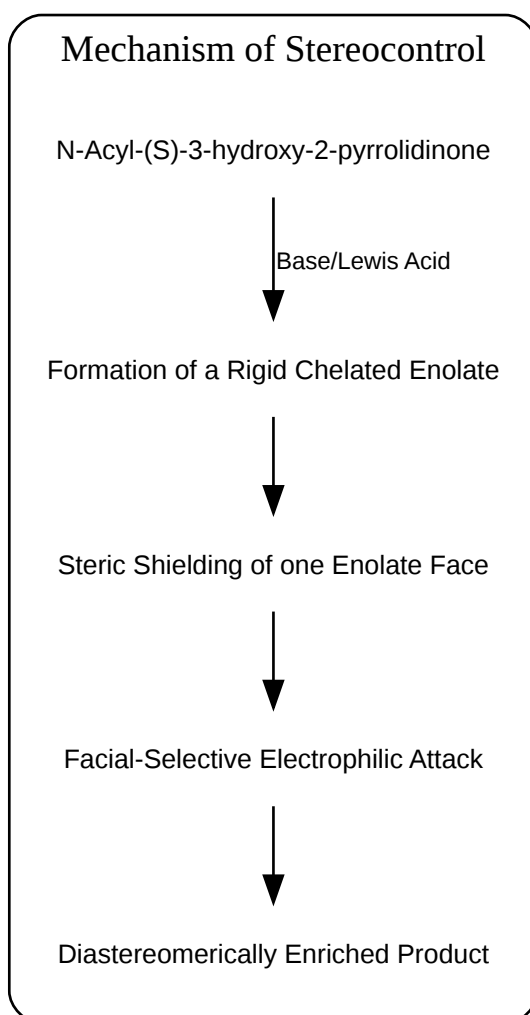 Mechanism of Stereocontrol
N-Acyl-(S)-3-hydroxy-2-pyrrolidinone
Base/Lewis Acid
Formation of a Rigid Chelated Enolate
Steric Shielding of one Enolate Face
Facial-Selective Electrophilic Attack
Diastereomerically Enriched Product